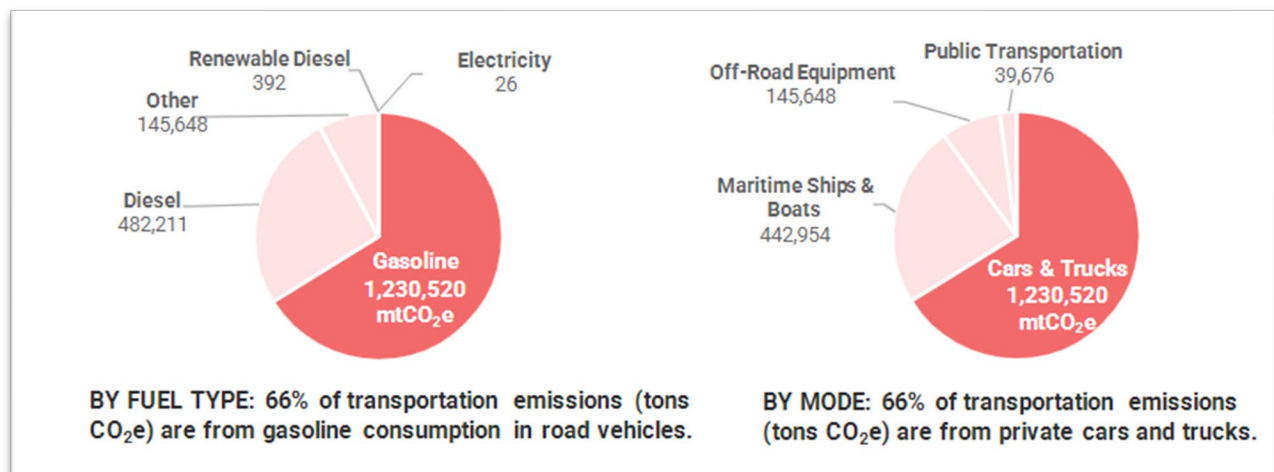 Renewable Diesel
392
Electricity
26
Other
145,648
Diesel
482,211
Gasoline
1,230,520
mtCO₂e
BY FUEL TYPE: 66% of transportation emissions (tons
CO₂e) are from gasoline consumption in road vehicles.
Public Transportation
39,676
Off-Road Equipment
145,648
Maritime Ships &
Boats
442,954
Cars & Trucks
1,230,520
mtCO₂e
BY MODE: 66% of transportation emissions
(tons CO₂e) are from private cars and trucks.